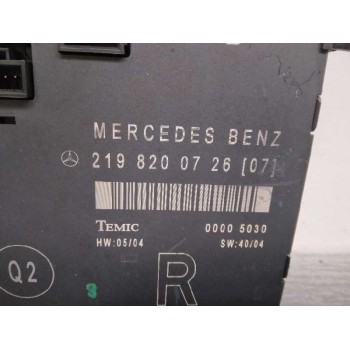 MERCEDES BENZ
219 820 07 26 [07]
TEMIC 0000 5030
HW:05/04 SW:40/04
Q2 3 R